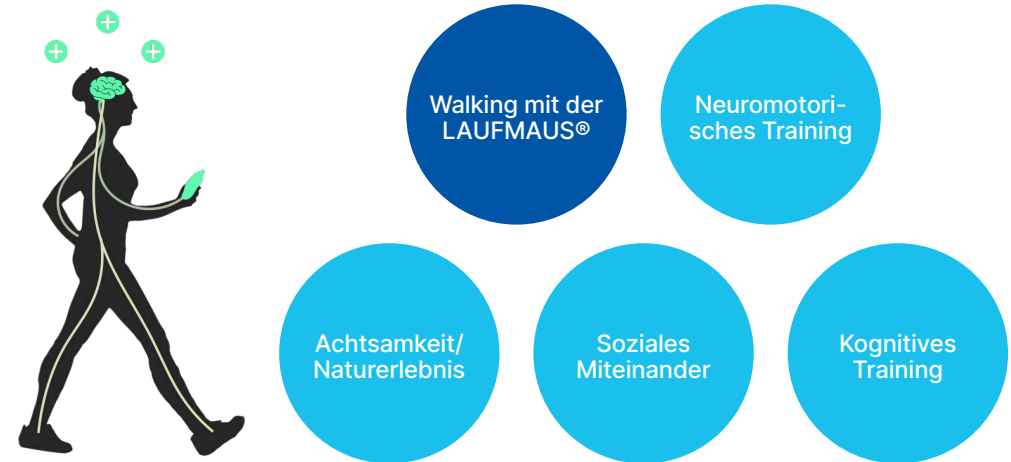 Walking mit der
LAUFMAUS®
Neuromotori-
sches Training
Achtsamkeit/
Naturerlebnis
Soziales
Miteinander
Kognitives
Training